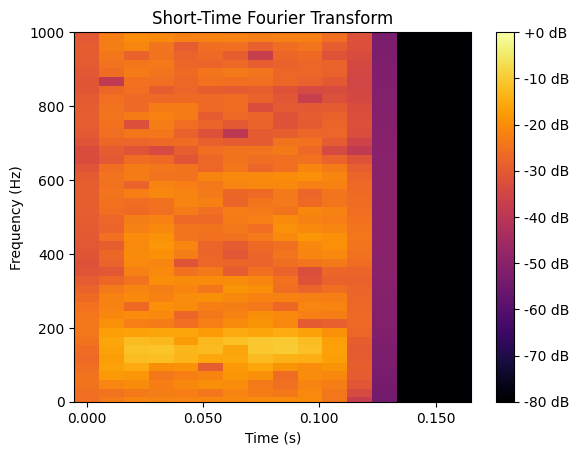 Short-Time Fourier Transform
+0 dB
1000
-10 dB
800
-20 dB
-30 dB
600
-40 dB
Frequency (Hz)
400
-50 dB
-60 dB
200
-70 dB
0
-80 dB
0.000
0.050
0.100
0.150
Time (s)